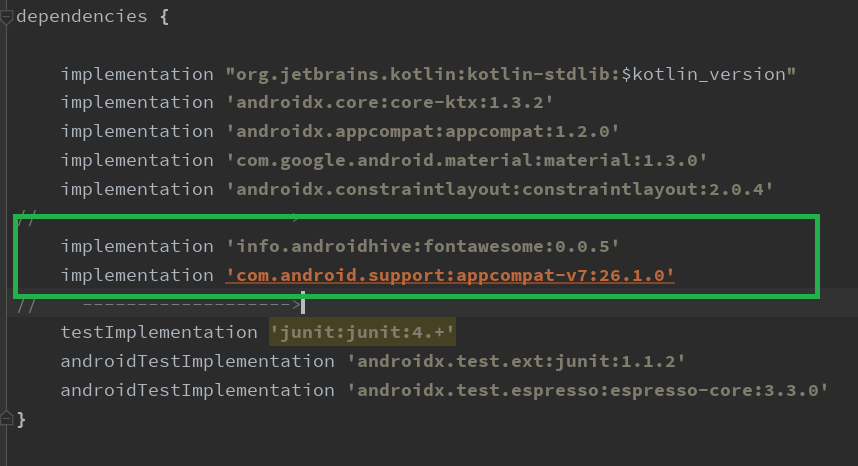 dependencies {
implementation "org.jetbrains.kotlin:kotlin-stdlib:$kotlin_version"
implementation 'androidx.core:core-ktx:1.3.2'
implementation 'androidx.appcompat:appcompat:1.2.0'
implementation 'com.google.android.material:material:1.3.0'
implementation 'androidx.constraintlayout:constraintlayout:2.0.4'
//
implementation 'info.androidhive:fontawesome:0.0.5'
implementation 'com.android.support:appcompat-v7:26.1.0'
// ------------------->
testImplementation 'junit:junit:4.+'
androidTestImplementation 'androidx.test.ext:junit:1.1.2'
androidTestImplementation 'androidx.test.espresso:espresso-core:3.3.0'
}